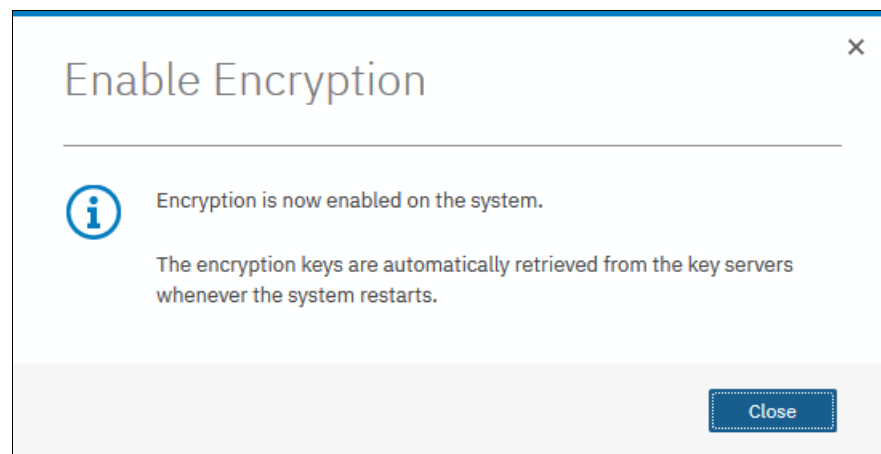 Enable Encryption
Encryption is now enabled on the system.
The encryption keys are automatically retrieved from the key servers
whenever the system restarts.
Close